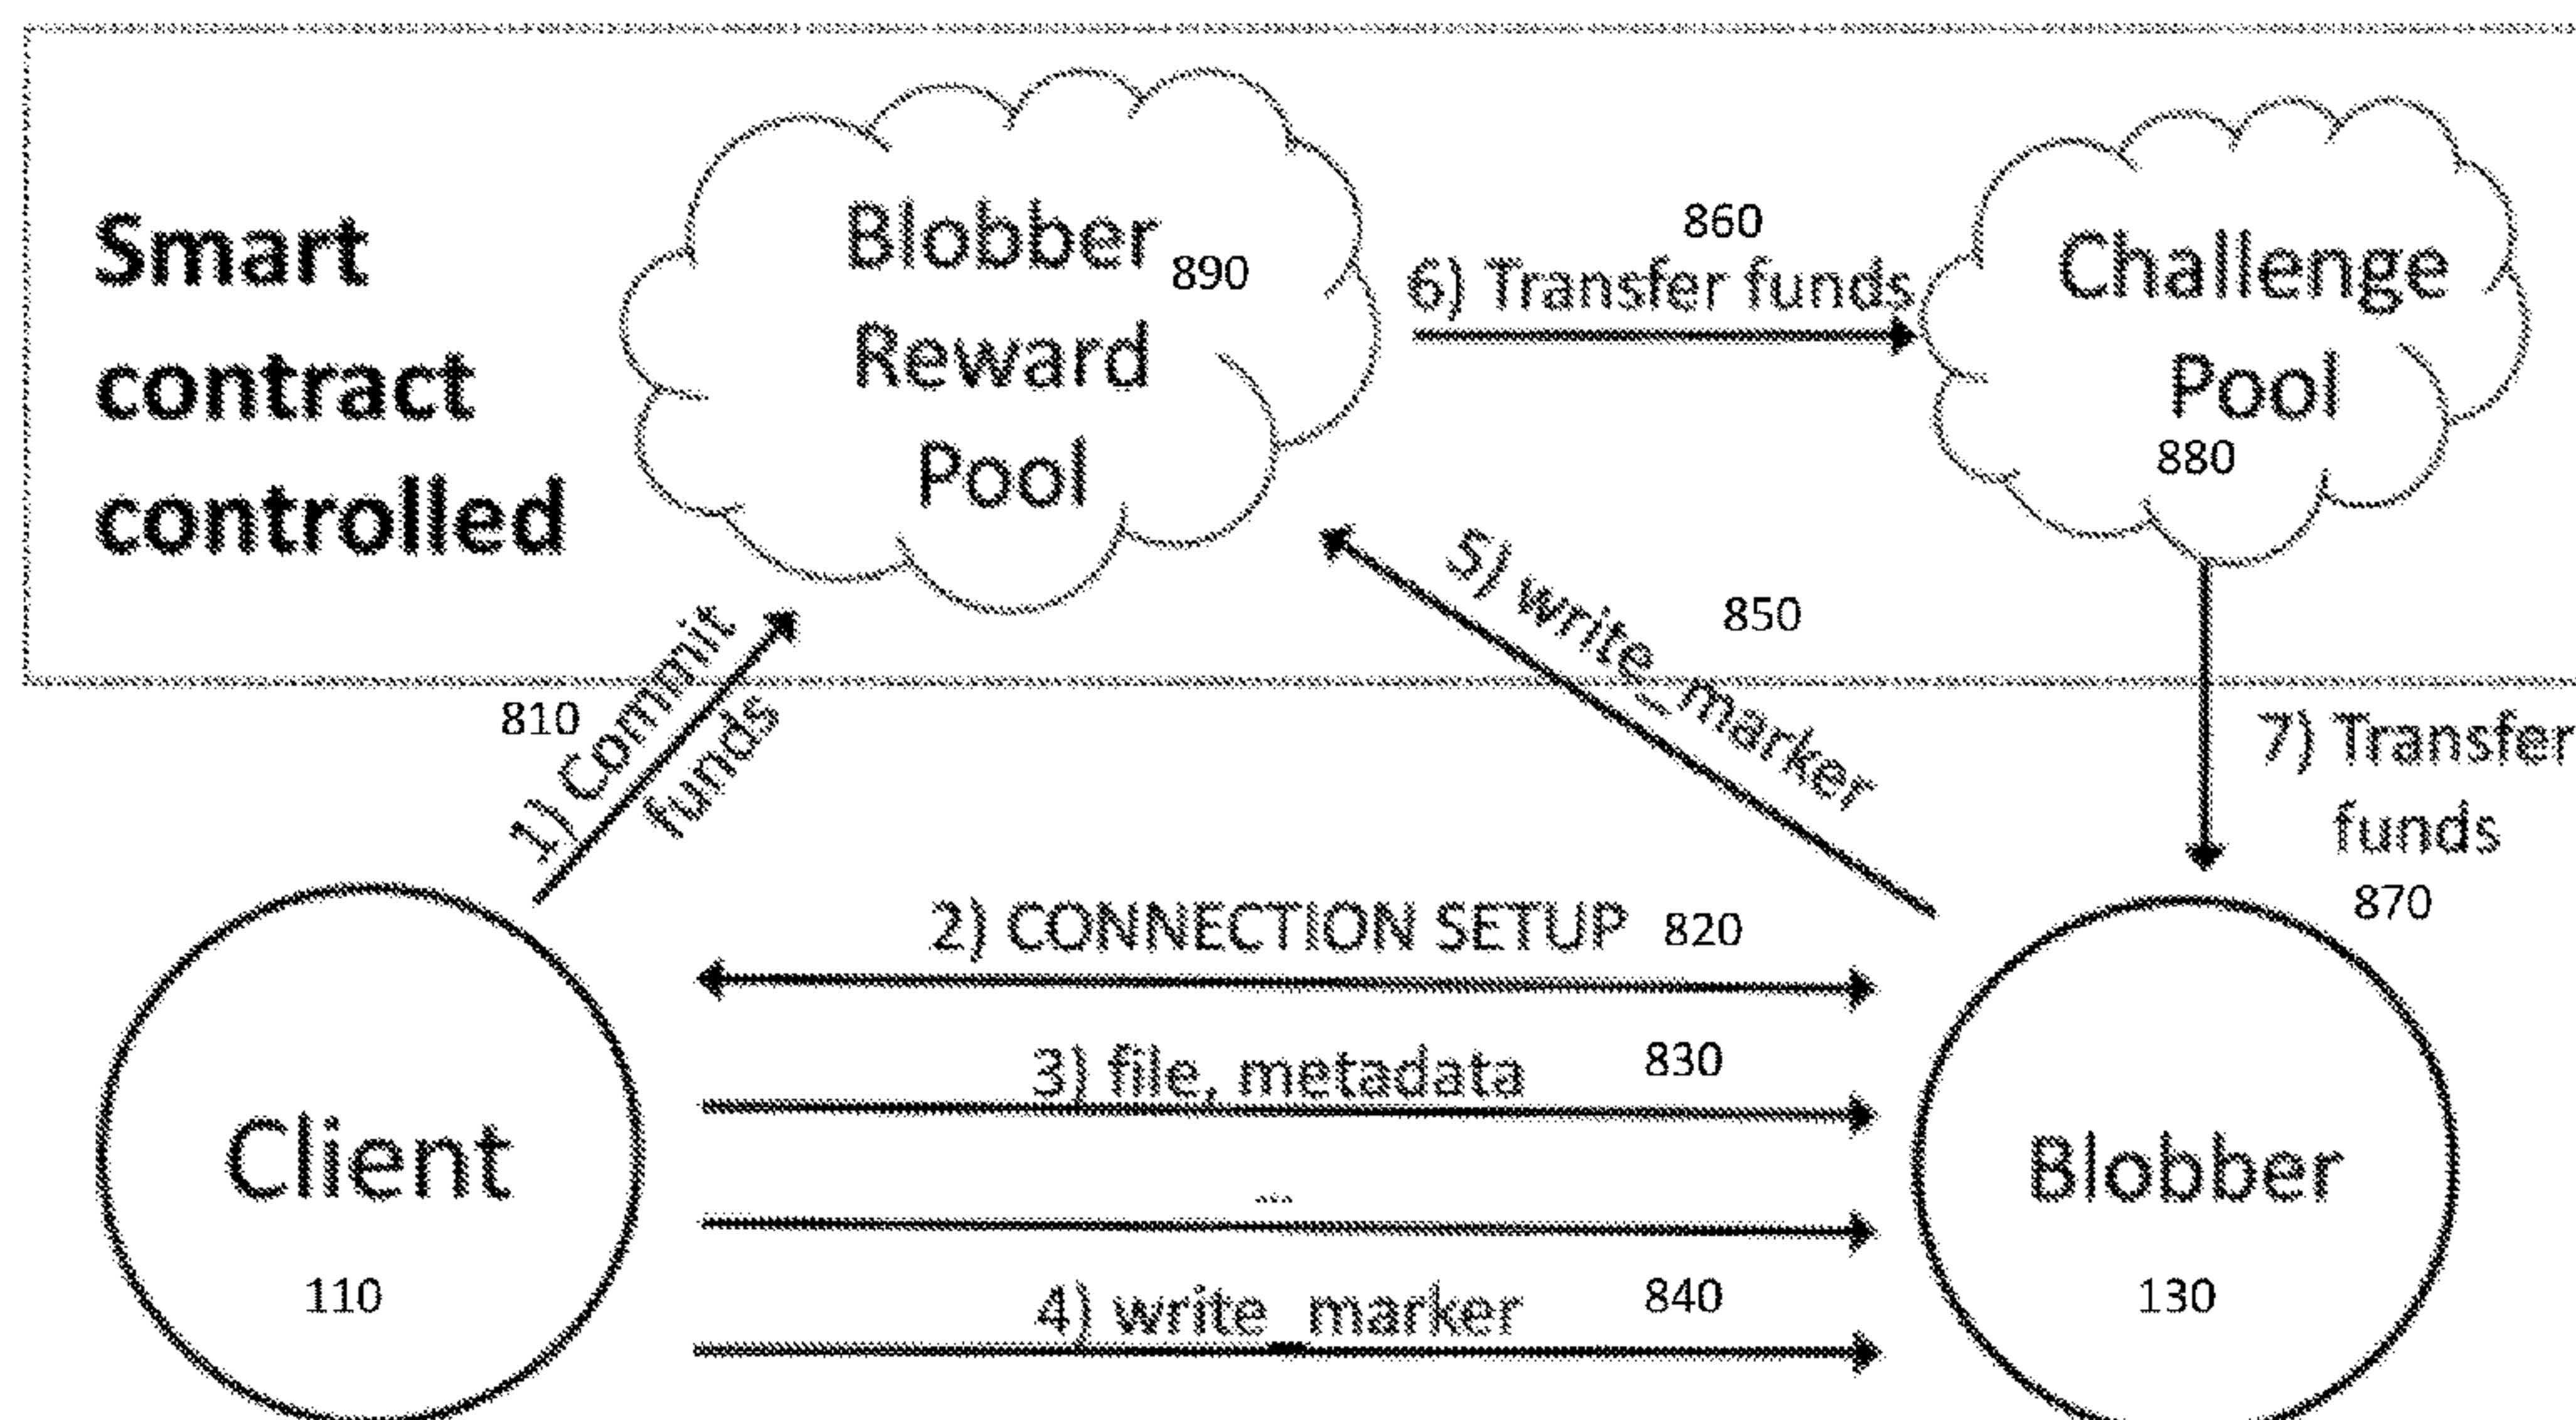 Smart
contract
controlled
Blobber
890
Reward
Pool
860
6) Transfer funds
Challenge
Pool
880
5) write_marker
850
810
1) Commit
funds
7) Transfer
funds
870
2) CONNECTION SETUP 820
3) file, metadata 830
...
4) write_marker 840
Client
110
Blobber
130